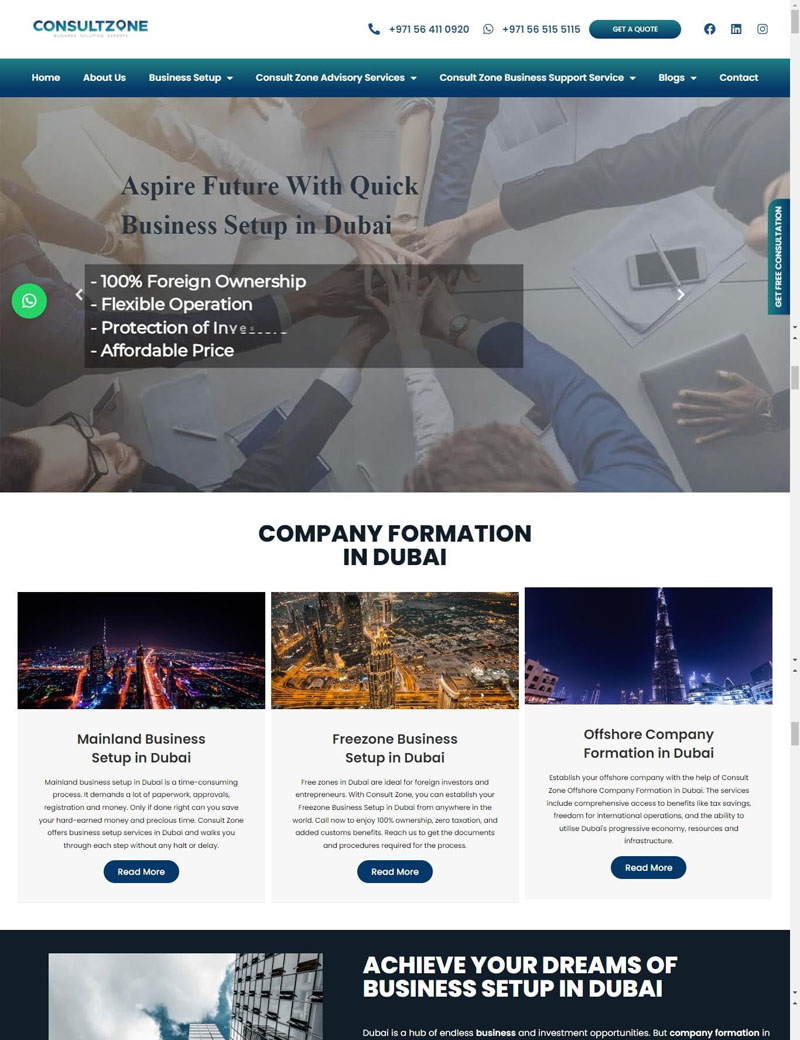 CONSULTZONE
BUSINESS SOLUTION EXPERTS
+971 56 411 0920
+971 56 515 5115
GET A QUOTE
Home
About Us
Business Setup
Consult Zone Advisory Services
Consult Zone Business Support Service
Blogs
Contact
Aspire Future With Quick
Business Setup in Dubai
- 100% Foreign Ownership
- Flexible Operation
- Protection of
- Affordable Price
GET FREE CONSULTATION
COMPANY FORMATION
IN DUBAI
Mainland Business
Setup in Dubai
Mainland business setup in Dubai is a time-consuming
process. It demands a lot of paperwork, approvals,
registration and money. Only if done right can you save
your hard-earned money and precious time. Consult Zone
offers business setup services in Dubai and walks you
through each step without any halt or delay.
Read More
Freezone Business
Setup in Dubai
Free zones in Dubai are ideal for foreign investors and
entrepreneurs. With Consult Zone, you can establish your
Freezone Business Setup in Dubai from anywhere in the
world. Call now to enjoy 100% ownership, zero taxation, and
added customs benefits. Reach us to get the documents
and procedures required for the process.
Read More
Offshore Company
Formation in Dubai
Establish your offshore company with the help of Consult
Zone Offshore Company Formation in Dubai. The services
include comprehensive access to benefits like tax savings,
freedom for international operations, and the ability to
utilise Dubai's progressive economy, resources and
infrastructure.
Read More
ACHIEVE YOUR DREAMS OF
BUSINESS SETUP IN DUBAI
Dubai is a hub of endless business and investment opportunities. But company formation in